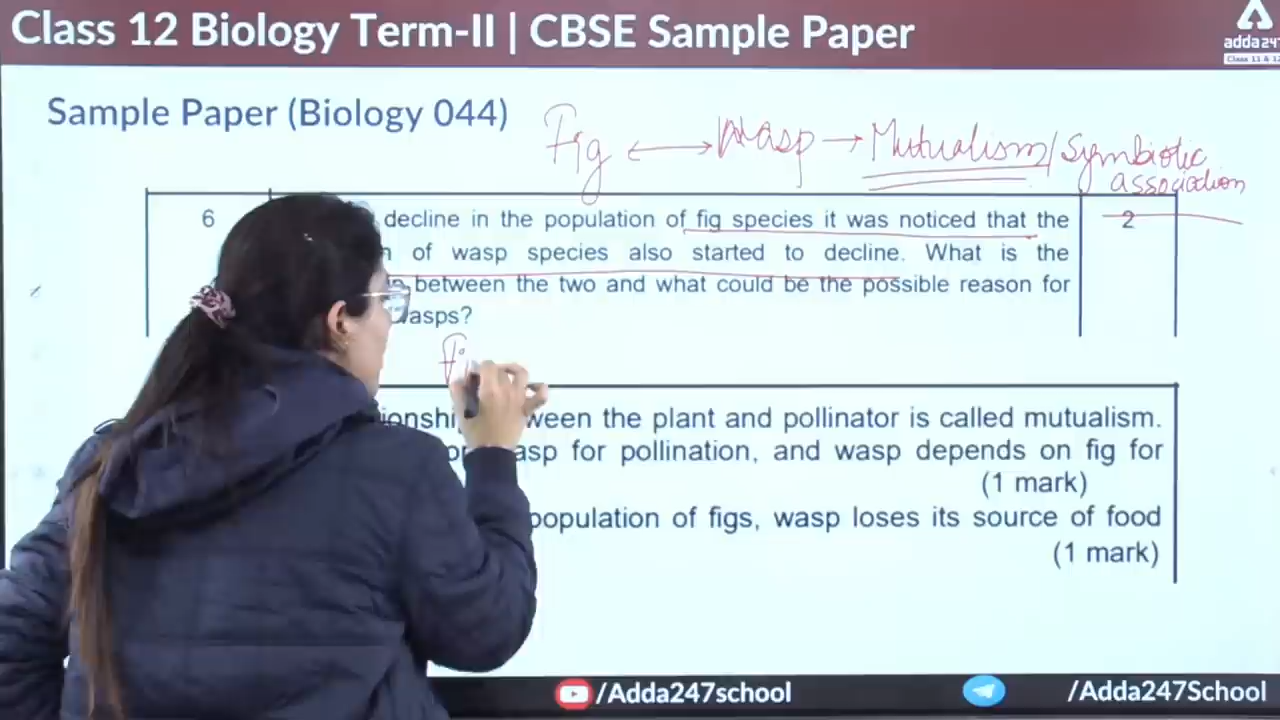 Class 12 Biology Term-II | CBSE Sample Paper
adda247
Class 11 & 12
Sample Paper (Biology 044)
Fig ⟷ Wasp → Mutualism/Symbiotic
association
6 decline in the population of fig species it was noticed that the 2
of wasp species also started to decline. What is the
between the two and what could be the possible reason for
wasps?
Fi
between the plant and pollinator is called mutualism.
wasp for pollination, and wasp depends on fig for
(1 mark)
population of figs, wasp loses its source of food
(1 mark)
/Adda247school
/Adda247School